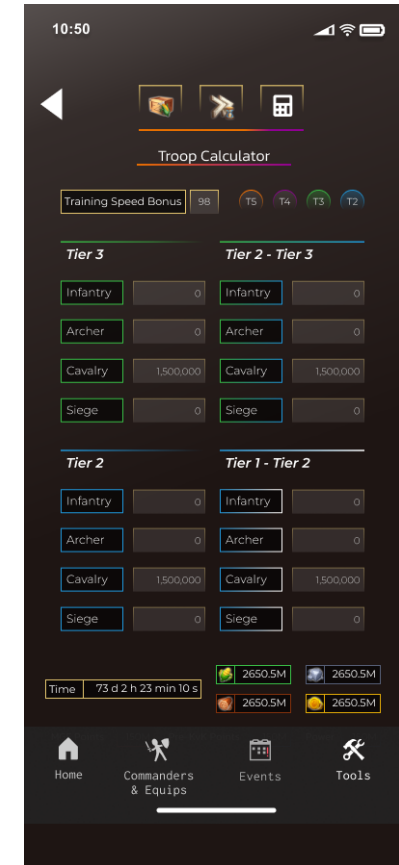 10:50
Troop Calculator
Training Speed Bonus 98 T5 T4 T3 T2
Tier 3 Tier 2 - Tier 3
Infantry 0 Infantry 0
Archer 0 Archer 0
Cavalry 1,500,000 Cavalry 1,500,000
Siege 0 Siege 0
Tier 2 Tier 1 - Tier 2
Infantry 0 Infantry 0
Archer 0 Archer 0
Cavalry 1,500,000 Cavalry 1,500,000
Siege 0 Siege 0
2650.5M 2650.5M
Time 73 d 2 h 23 min 10 s
2650.5M 2650.5M
Home Commanders Events Tools
& Equips